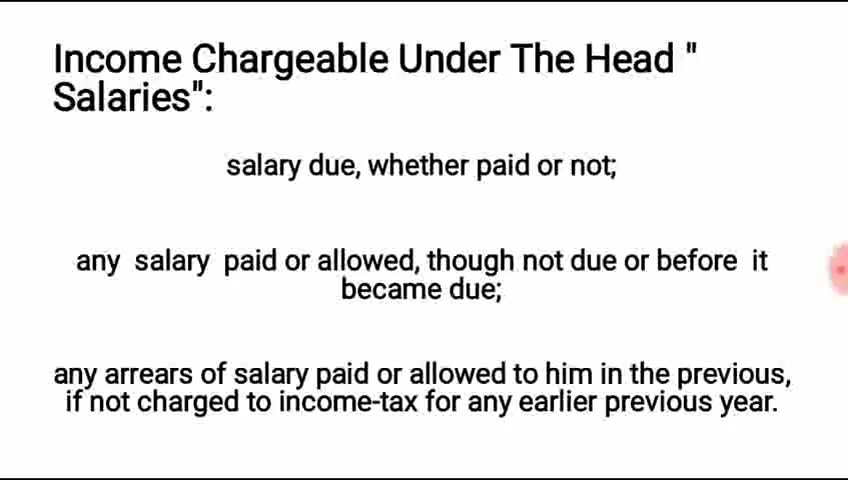 Income Chargeable Under The Head "
Salaries":
salary due, whether paid or not;
any salary paid or allowed, though not due or before it
became due;
any arrears of salary paid or allowed to him in the previous,
if not charged to income-tax for any earlier previous year.